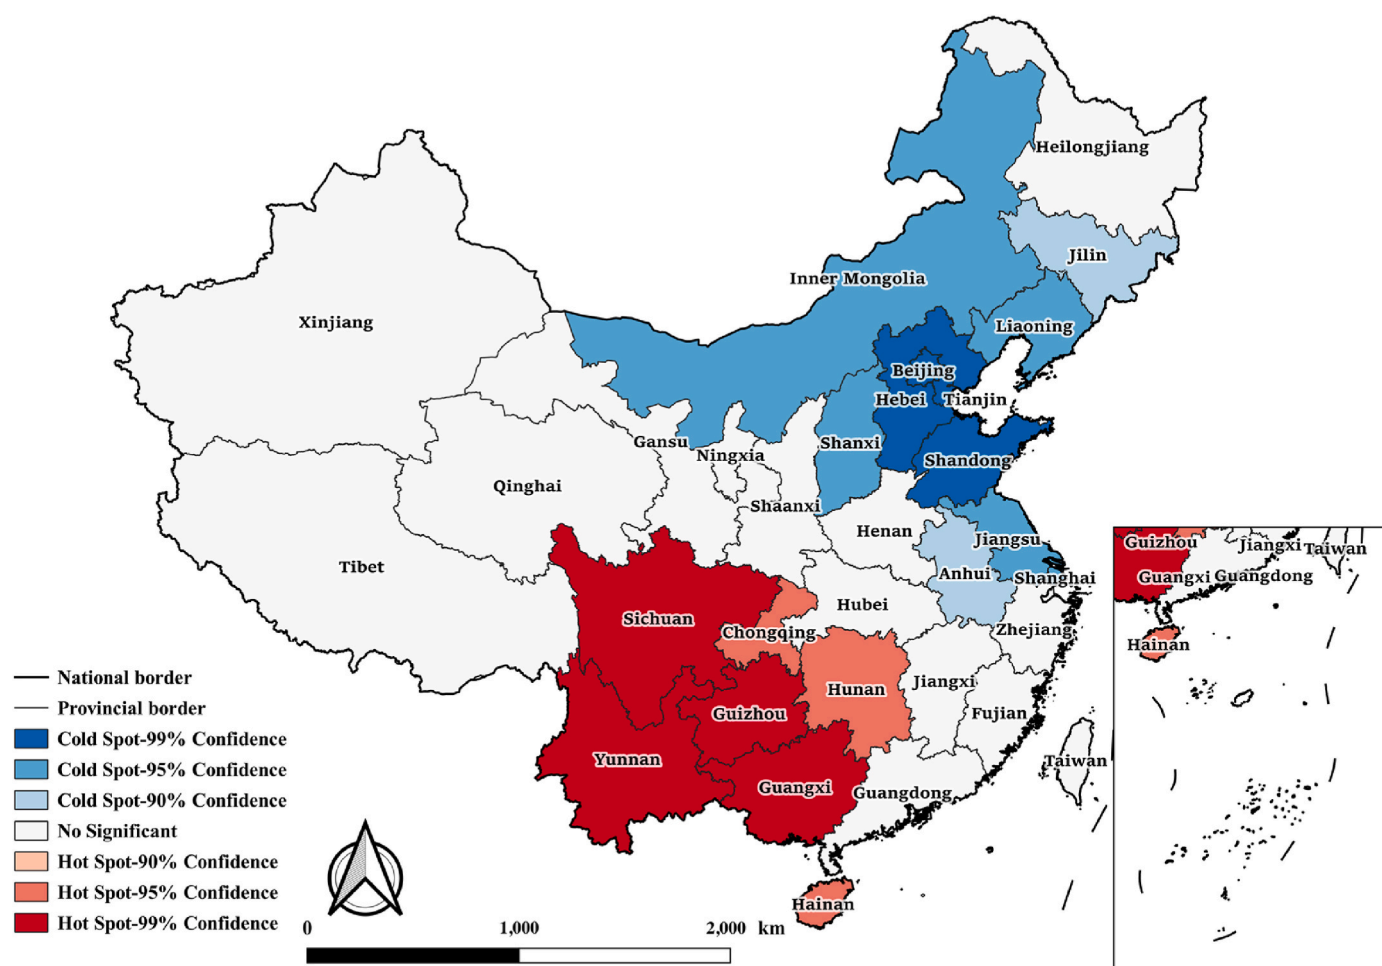 Heilongjiang
Jilin
Inner Mongolia
Xinjiang
Liaoning
Beijing
Hebei
Tianjin
Gansu
Shanxi
Ningxia
Shandong
Qinghai
Shaanxi
Henan
Jiangsu
Tibet
Anhui
Shanghai
Hubei
Sichuan
Chongqing
Zhejiang
Jiangxi
Hunan
Guizhou
Fujian
Yunnan
Taiwan
Guangxi
Guangdong
Hainan
Guizhou
Jiangxi
Taiwan
Guangxi
Guangdong
Hainan
National border
Provincial border
Cold Spot-99% Confidence
Cold Spot-95% Confidence
Cold Spot-90% Confidence
No Significant
Hot Spot-90% Confidence
Hot Spot-95% Confidence
Hot Spot-99% Confidence
0 1,000 2,000 km